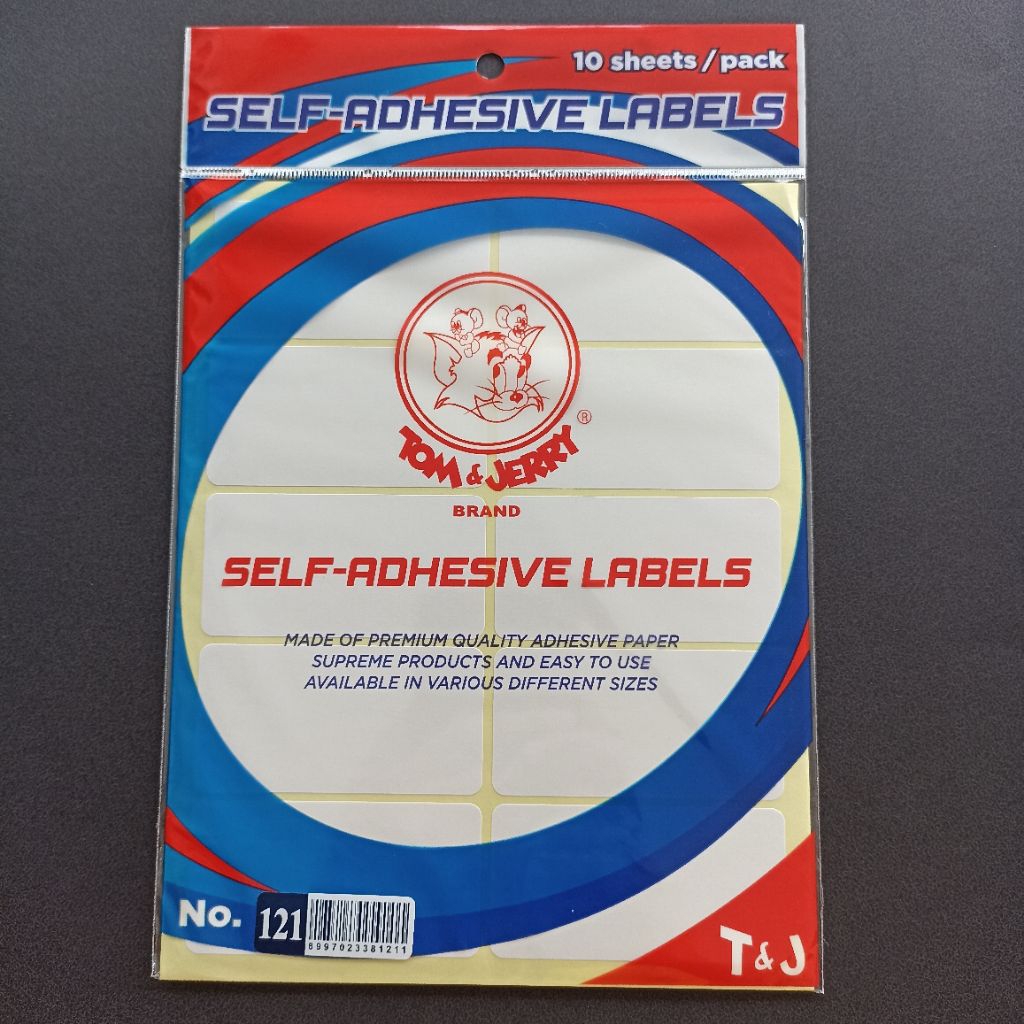 10 sheets / pack
SELF-ADHESIVE LABELS
TOM & JERRY ®
BRAND
SELF-ADHESIVE LABELS
MADE OF PREMIUM QUALITY ADHESIVE PAPER
SUPREME PRODUCTS AND EASY TO USE
AVAILABLE IN VARIOUS DIFFERENT SIZES
No. 121
8997023381211
T & J